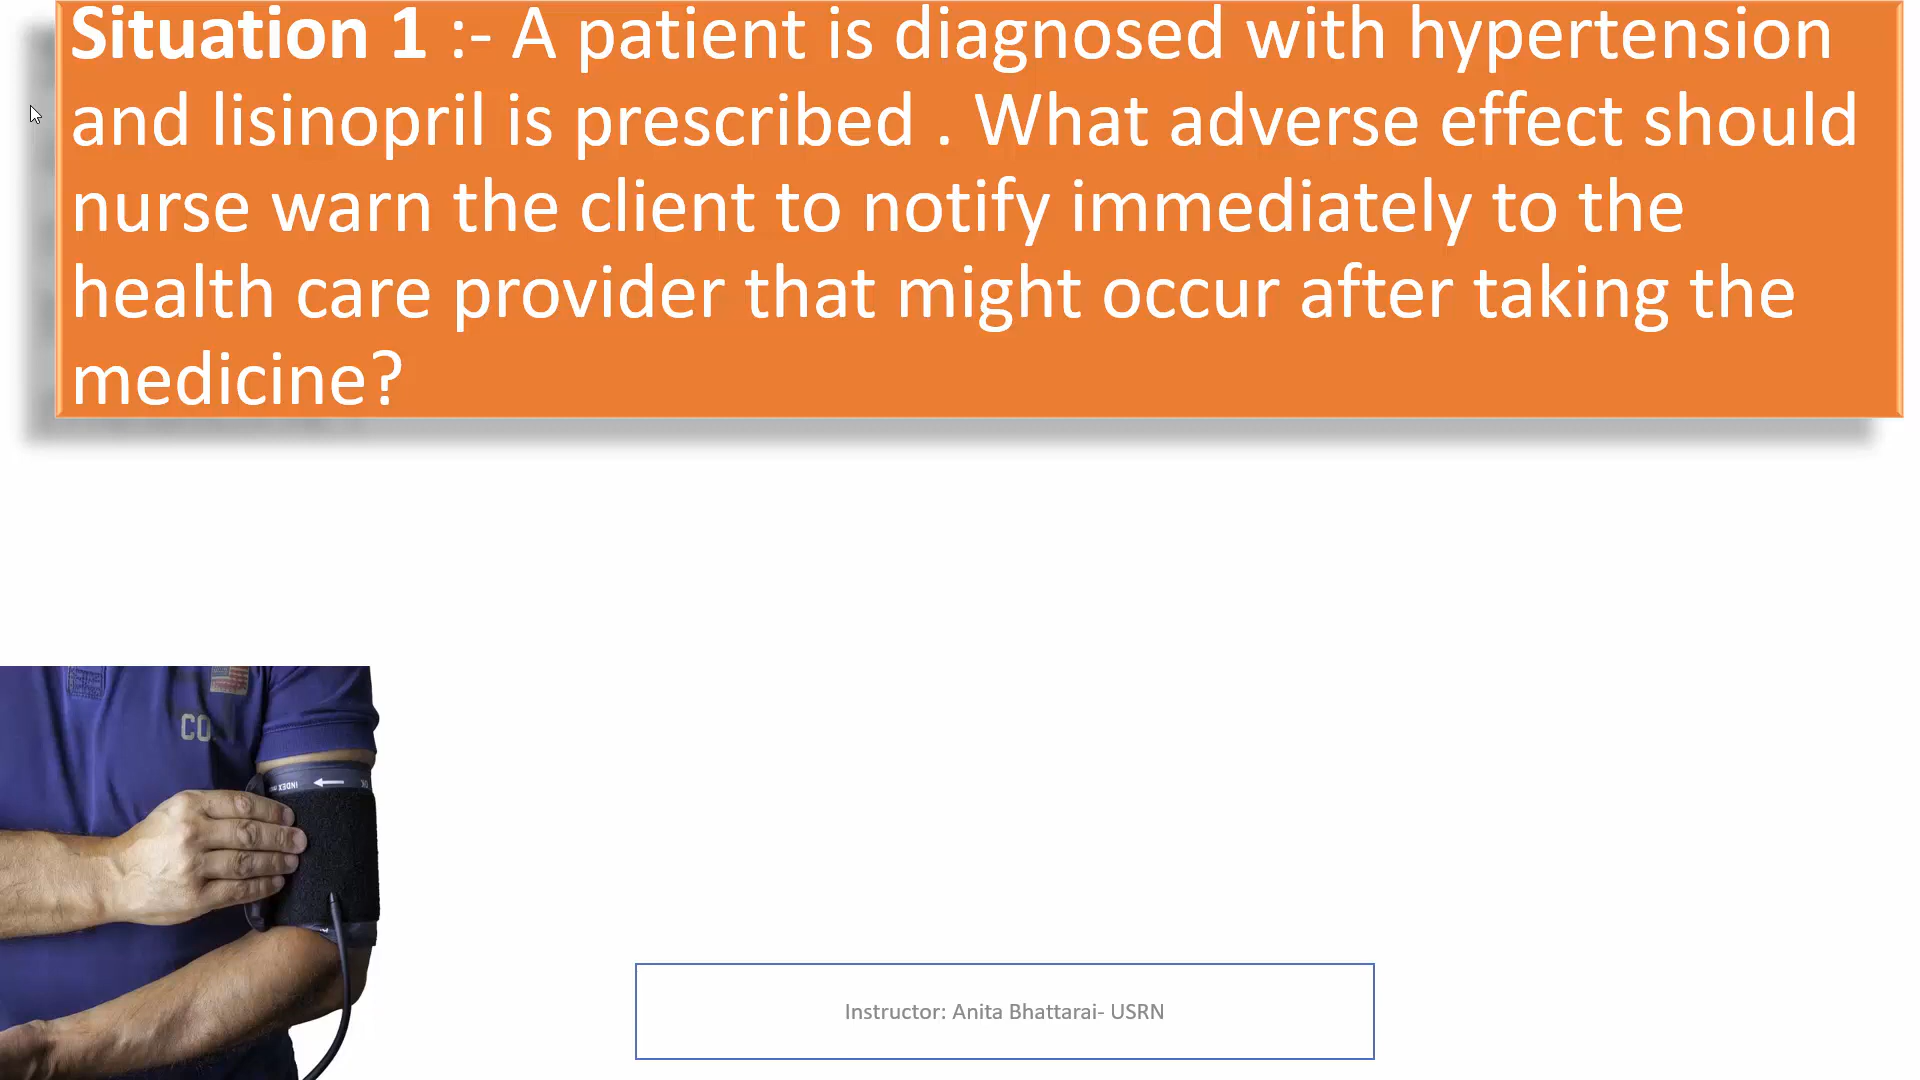 Situation 1 :- A patient is diagnosed with hypertension
and lisinopril is prescribed . What adverse effect should
nurse warn the client to notify immediately to the
health care provider that might occur after taking the
medicine?
CO
INDEX
Instructor: Anita Bhattarai- USRN